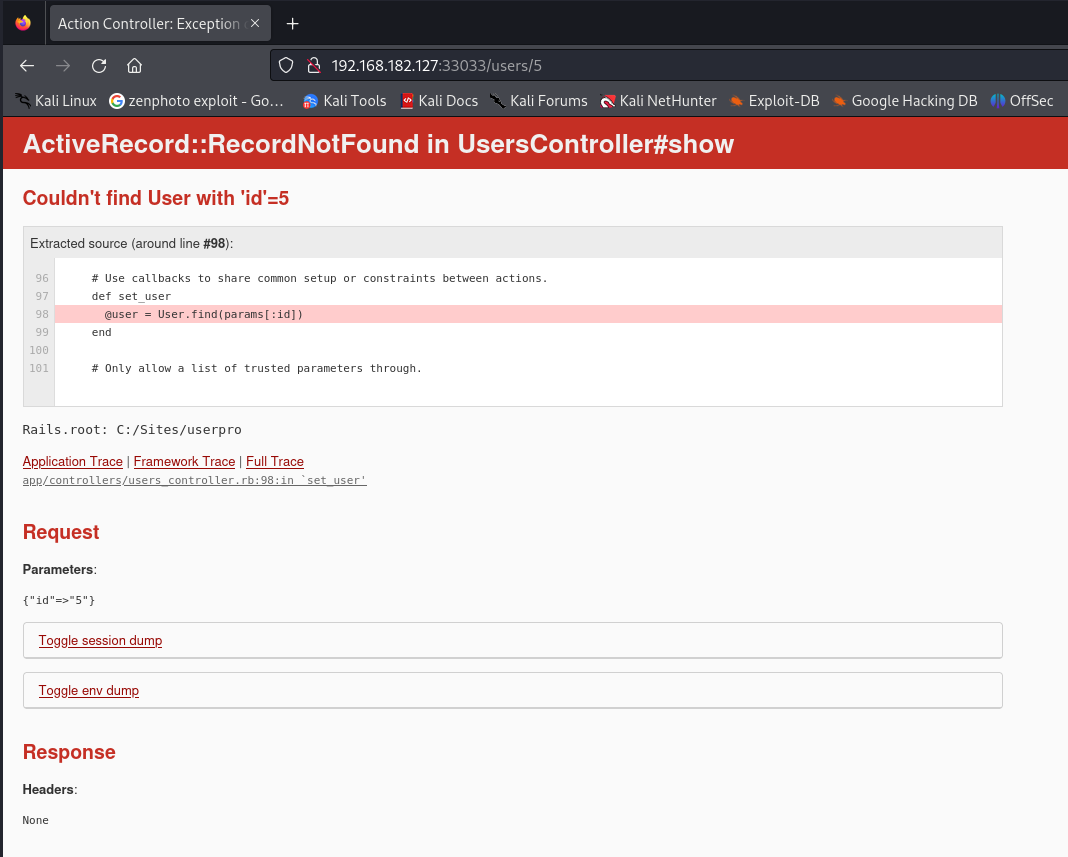 Action Controller: Exception
192.168.182.127:33033/users/5
Kali Linux zenphoto exploit - Go… Kali Tools Kali Docs Kali Forums Kali NetHunter Exploit-DB Google Hacking DB OffSec
ActiveRecord::RecordNotFound in UsersController#show
Couldn't find User with 'id'=5
Extracted source (around line #98):
96 # Use callbacks to share common setup or constraints between actions.
97 def set_user
98 @user = User.find(params[:id])
99 end
100
101 # Only allow a list of trusted parameters through.
Rails.root: C:/Sites/userpro
Application Trace | Framework Trace | Full Trace
app/controllers/users_controller.rb:98:in `set_user'
Request
Parameters:
{"id"=>"5"}
Toggle session dump
Toggle env dump
Response
Headers:
None